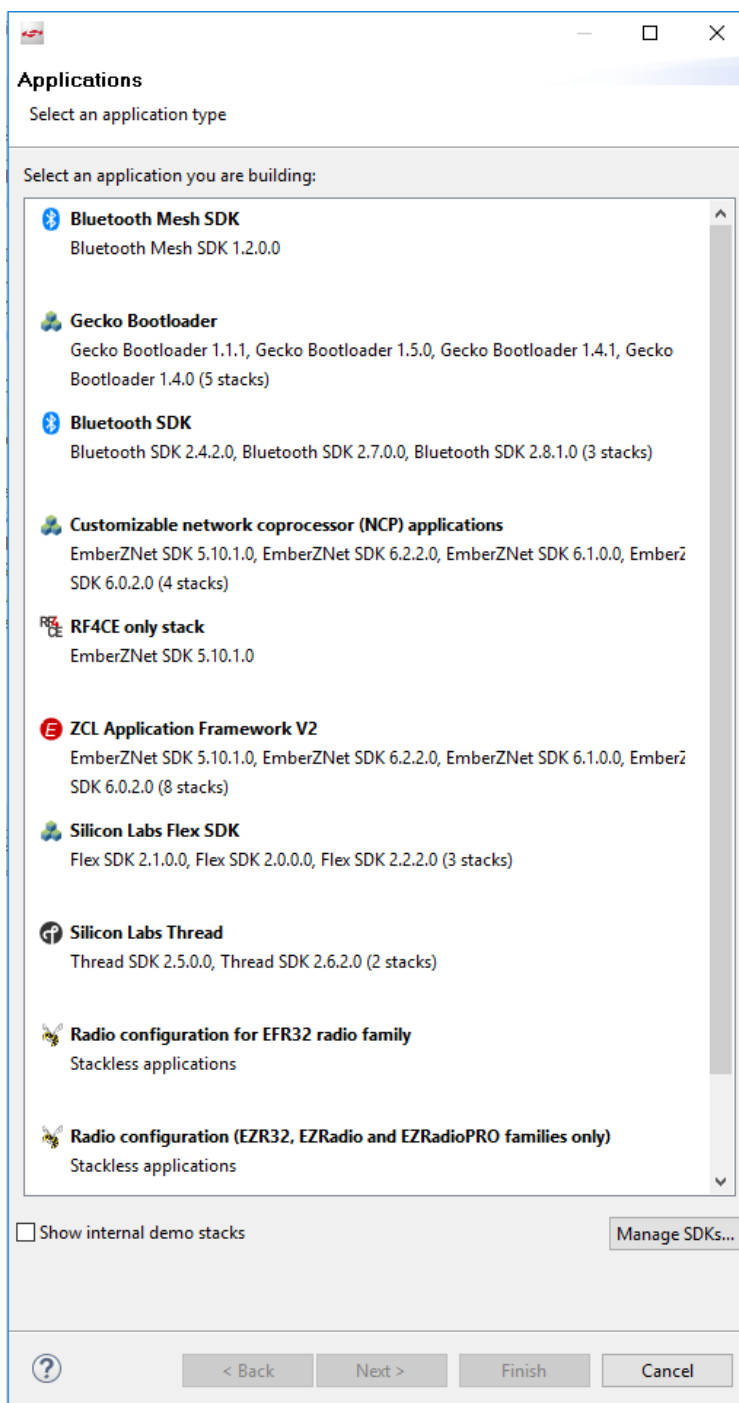 Applications
Select an application type
Select an application you are building:
Bluetooth Mesh SDK
Bluetooth Mesh SDK 1.2.0.0
Gecko Bootloader
Gecko Bootloader 1.1.1, Gecko Bootloader 1.5.0, Gecko Bootloader 1.4.1, Gecko
Bootloader 1.4.0 (5 stacks)
Bluetooth SDK
Bluetooth SDK 2.4.2.0, Bluetooth SDK 2.7.0.0, Bluetooth SDK 2.8.1.0 (3 stacks)
Customizable network coprocessor (NCP) applications
EmberZNet SDK 5.10.1.0, EmberZNet SDK 6.2.2.0, EmberZNet SDK 6.1.0.0, EmberZ
SDK 6.0.2.0 (4 stacks)
RF4CE only stack
EmberZNet SDK 5.10.1.0
ZCL Application Framework V2
EmberZNet SDK 5.10.1.0, EmberZNet SDK 6.2.2.0, EmberZNet SDK 6.1.0.0, EmberZ
SDK 6.0.2.0 (8 stacks)
Silicon Labs Flex SDK
Flex SDK 2.1.0.0, Flex SDK 2.0.0.0, Flex SDK 2.2.2.0 (3 stacks)
Silicon Labs Thread
Thread SDK 2.5.0.0, Thread SDK 2.6.2.0 (2 stacks)
Radio configuration for EFR32 radio family
Stackless applications
Radio configuration (EZR32, EZRadio and EZRadioPRO families only)
Stackless applications
Show internal demo stacks
Manage SDKs...
< Back
Next >
Finish
Cancel